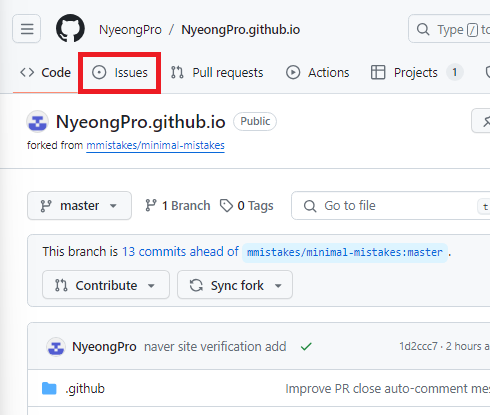 NyeongPro / NyeongPro.github.io
Type / to
Code Issues Pull requests Actions Projects 1
NyeongPro.github.io Public
forked from mmistakes/minimal-mistakes
master 1 Branch 0 Tags Go to file t
This branch is 13 commits ahead of mmistakes/minimal-mistakes:master .
Contribute Sync fork
NyeongPro naver site verification add 1d2ccc7 · 2 hours a
.github Improve PR close auto-comment mes